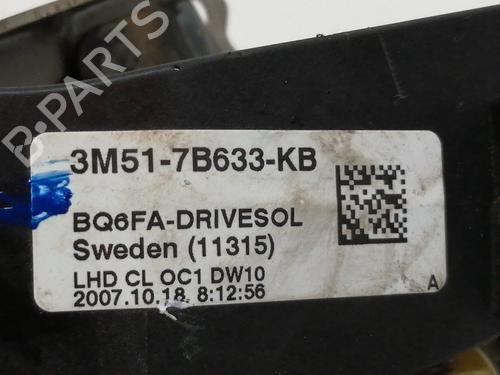 B-PARTS
3M51-7B633-KB
BQ6FA-DRIVESOL
Sweden (11315)
LHD CL OC1 DW10
2007.10.18 8:12:56
A